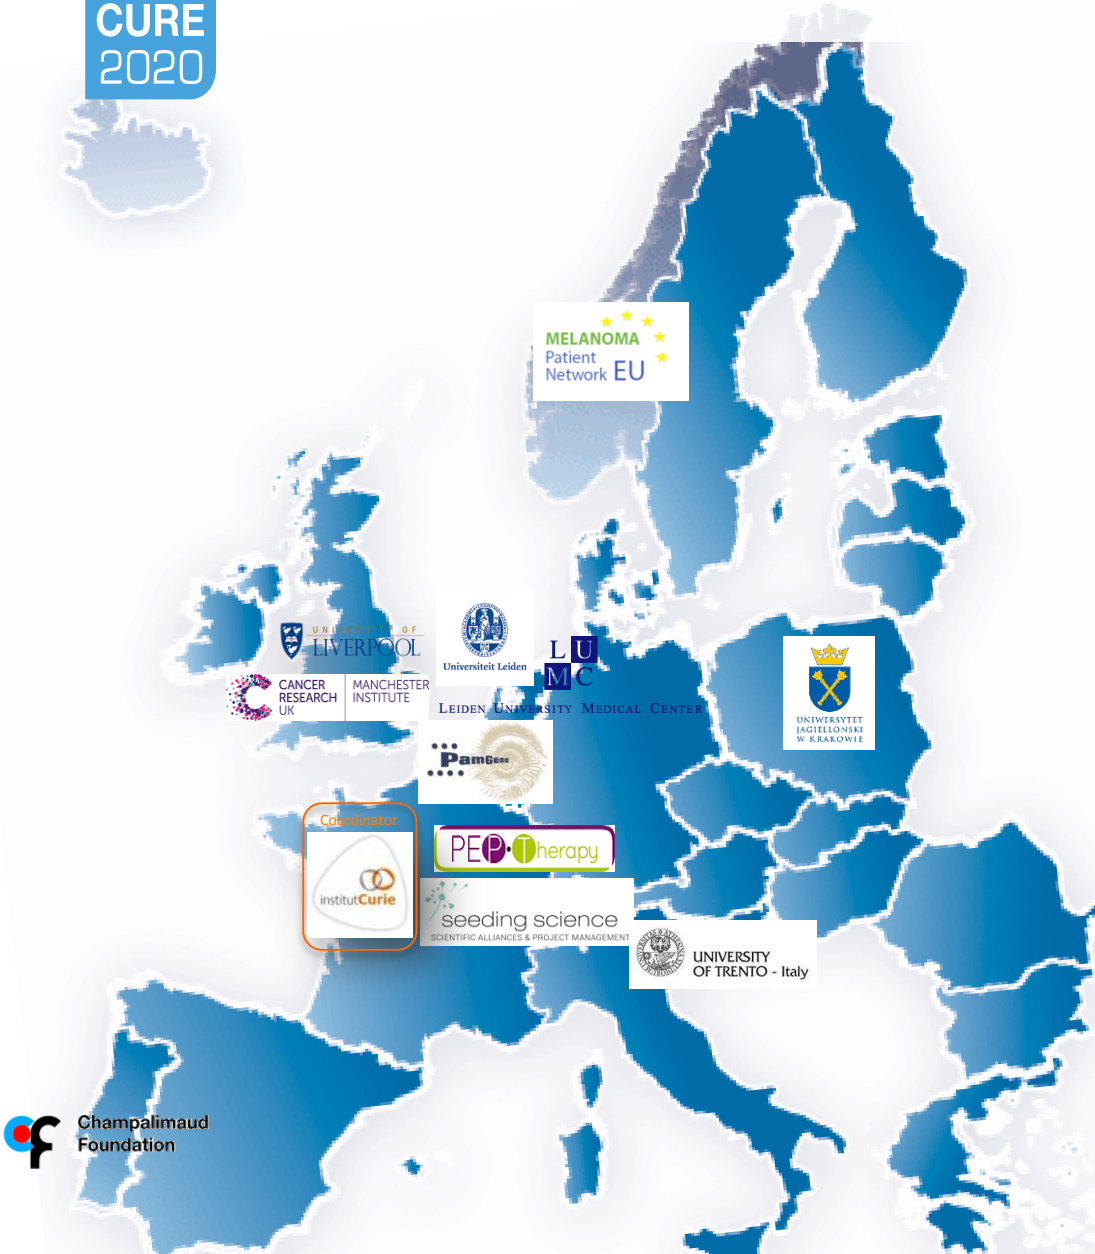 CURE
2020
MELANOMA
Patient
Network EU
UNIVERSITY OF
LIVERPOOL
CANCER
RESEARCH
UK
MANCHESTER
INSTITUTE
Universiteit Leiden
L U
M C
LEIDEN UNIVERSITY MEDICAL CENTER
UNIWERSYTET
JAGIELLOŃSKI
W KRAKOWIE
PamGene
Coordinator
institutCurie
PEP-Therapy
seeding science
SCIENTIFIC ALLIANCES & PROJECT MANAGEMENT
UNIVERSITY
OF TRENTO - Italy
Champalimaud
Foundation